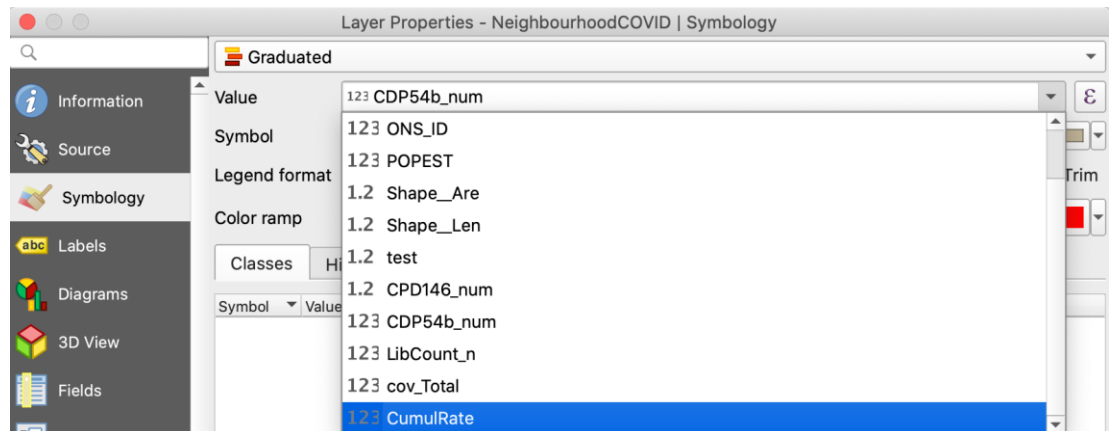 Layer Properties - NeighbourhoodCOVID | Symbology
Graduated
Information
Source
Symbology
abc Labels
Diagrams
3D View
Fields
Value
123 CDP54b_num
ε
Symbol
Legend format
Trim
Color ramp
Classes
Hi
Symbol
Value
123 ONS_ID
123 POPEST
1.2 Shape__Are
1.2 Shape__Len
1.2 test
1.2 CPD146_num
123 CDP54b_num
123 LibCount_n
123 cov_Total
123 CumulRate